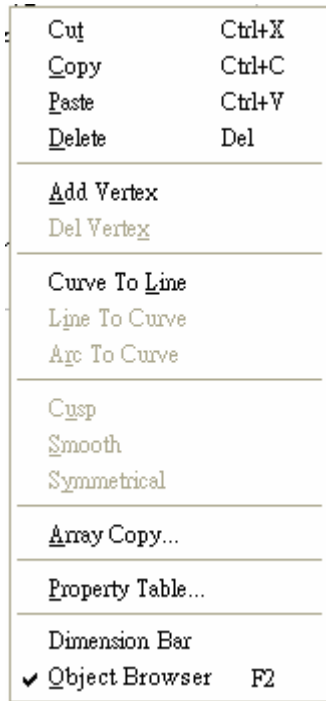 Cut Ctrl+X
Copy Ctrl+C
Paste Ctrl+V
Delete Del
Add Vertex
Del Vertex
Curve To Line
Line To Curve
Arc To Curve
Cusp
Smooth
Symmetrical
Array Copy...
Property Table...
Dimension Bar
Object Browser F2